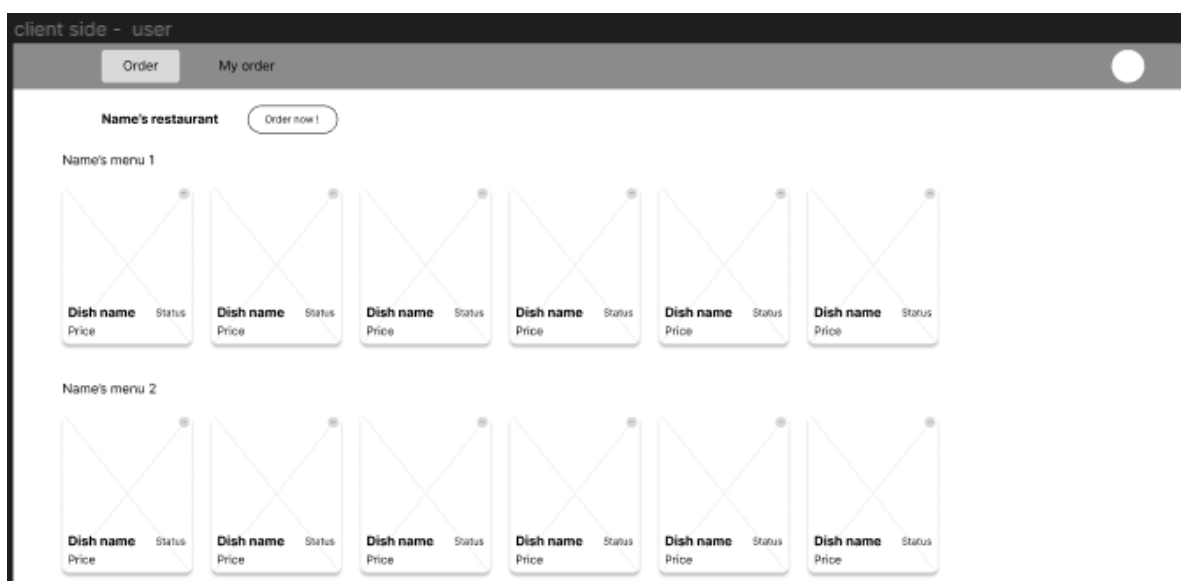 client side - user
Order My order
Name's restaurant Order now !
Name's menu 1
Dish name Status Dish name Status Dish name Status Dish name Status Dish name Status Dish name Status
Price Price Price Price Price Price
Name's menu 2
Dish name Status Dish name Status Dish name Status Dish name Status Dish name Status Dish name Status
Price Price Price Price Price Price